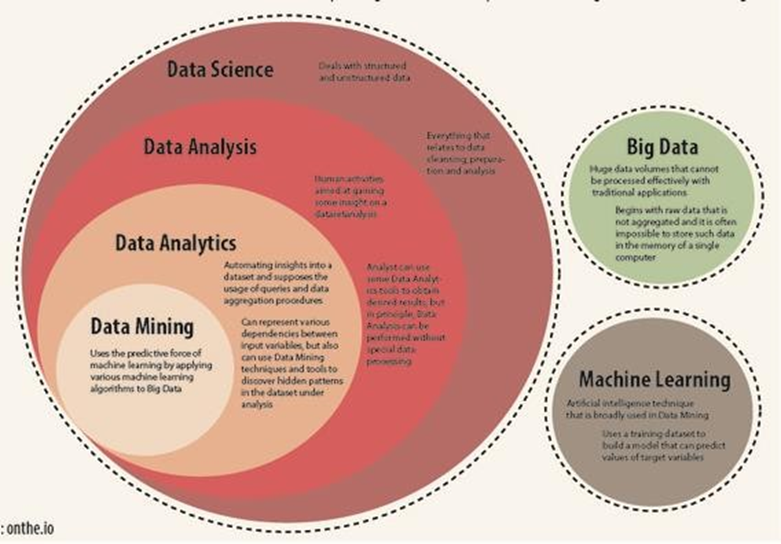 Data Science
Deals with structured
and unstructured data
Everything that
relates to data
cleansing, prepara-
tion and analysis
Data Analysis
Human activities
aimed at gaining
some insight on a
dataset analysis
Analyst can use
some Data Analyt-
ics tools to obtain
desired results, but
in principle, Data
Analysis can be
performed without
special data
processing
Data Analytics
Automating insights into a
dataset and supposes the
usage of queries and data
aggregation procedures
Can represent various
dependencies between
input variables, but also
can use Data Mining
techniques and tools to
discover hidden patterns
in the dataset under
analysis
Data Mining
Uses the predictive force of
machine learning by applying
various machine learning
algorithms to Big Data
Big Data
Huge data volumes that cannot
be processed effectively with
traditional applications
Begins with raw data that is
not aggregated and it is often
impossible to store such data
in the memory of a single
computer
Machine Learning
Artificial intelligence technique
that is broadly used in Data Mining
Uses a training dataset to
build a model that can predict
values of target variables
: onthe.io